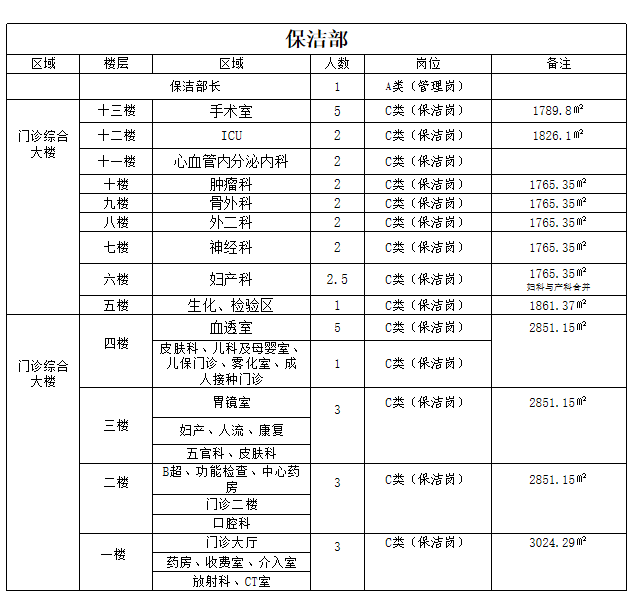 保洁部
区域 楼层 区域 人数 岗位 备注
保洁部长 1 A类（管理岗）
门诊综合
大楼
十三楼 手术室 5 C类（保洁岗） 1789.8㎡
十二楼 ICU 2 C类（保洁岗） 1826.1㎡
十一楼 心血管内分泌内科 2 C类（保洁岗）
十楼 肿瘤科 2 C类（保洁岗） 1765.35㎡
九楼 骨外科 2 C类（保洁岗） 1765.35㎡
八楼 外二科 2 C类（保洁岗） 1765.35㎡
七楼 神经科 2 C类（保洁岗） 1765.35㎡
六楼 妇产科 2.5 C类（保洁岗） 1765.35㎡
妇科与产科合并
五楼 生化、检验区 1 C类（保洁岗） 1861.37㎡
门诊综合
大楼
四楼 血透室 5 C类（保洁岗） 2851.15㎡
皮肤科、儿科及母婴室、
儿保门诊、雾化室、成
人接种门诊
1 C类（保洁岗）
三楼 胃镜室 3 C类（保洁岗） 2851.15㎡
妇产、人流、康复
五官科、皮肤科
二楼 B超、功能检查、中心药
房
3 C类（保洁岗） 2851.15㎡
门诊二楼
口腔科
一楼 门诊大厅 3 C类（保洁岗） 3024.29㎡
药房、收费室、介入室
放射科、CT室